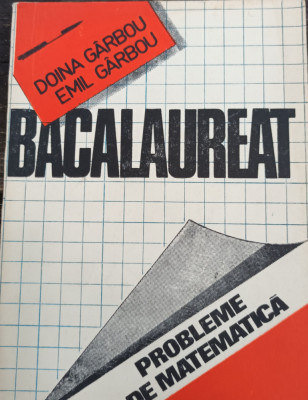 DOINA GÂRBOU
EMIL GÂRBOU
BACALAUREAT
PROBLEME
DE MATEMATICĂ